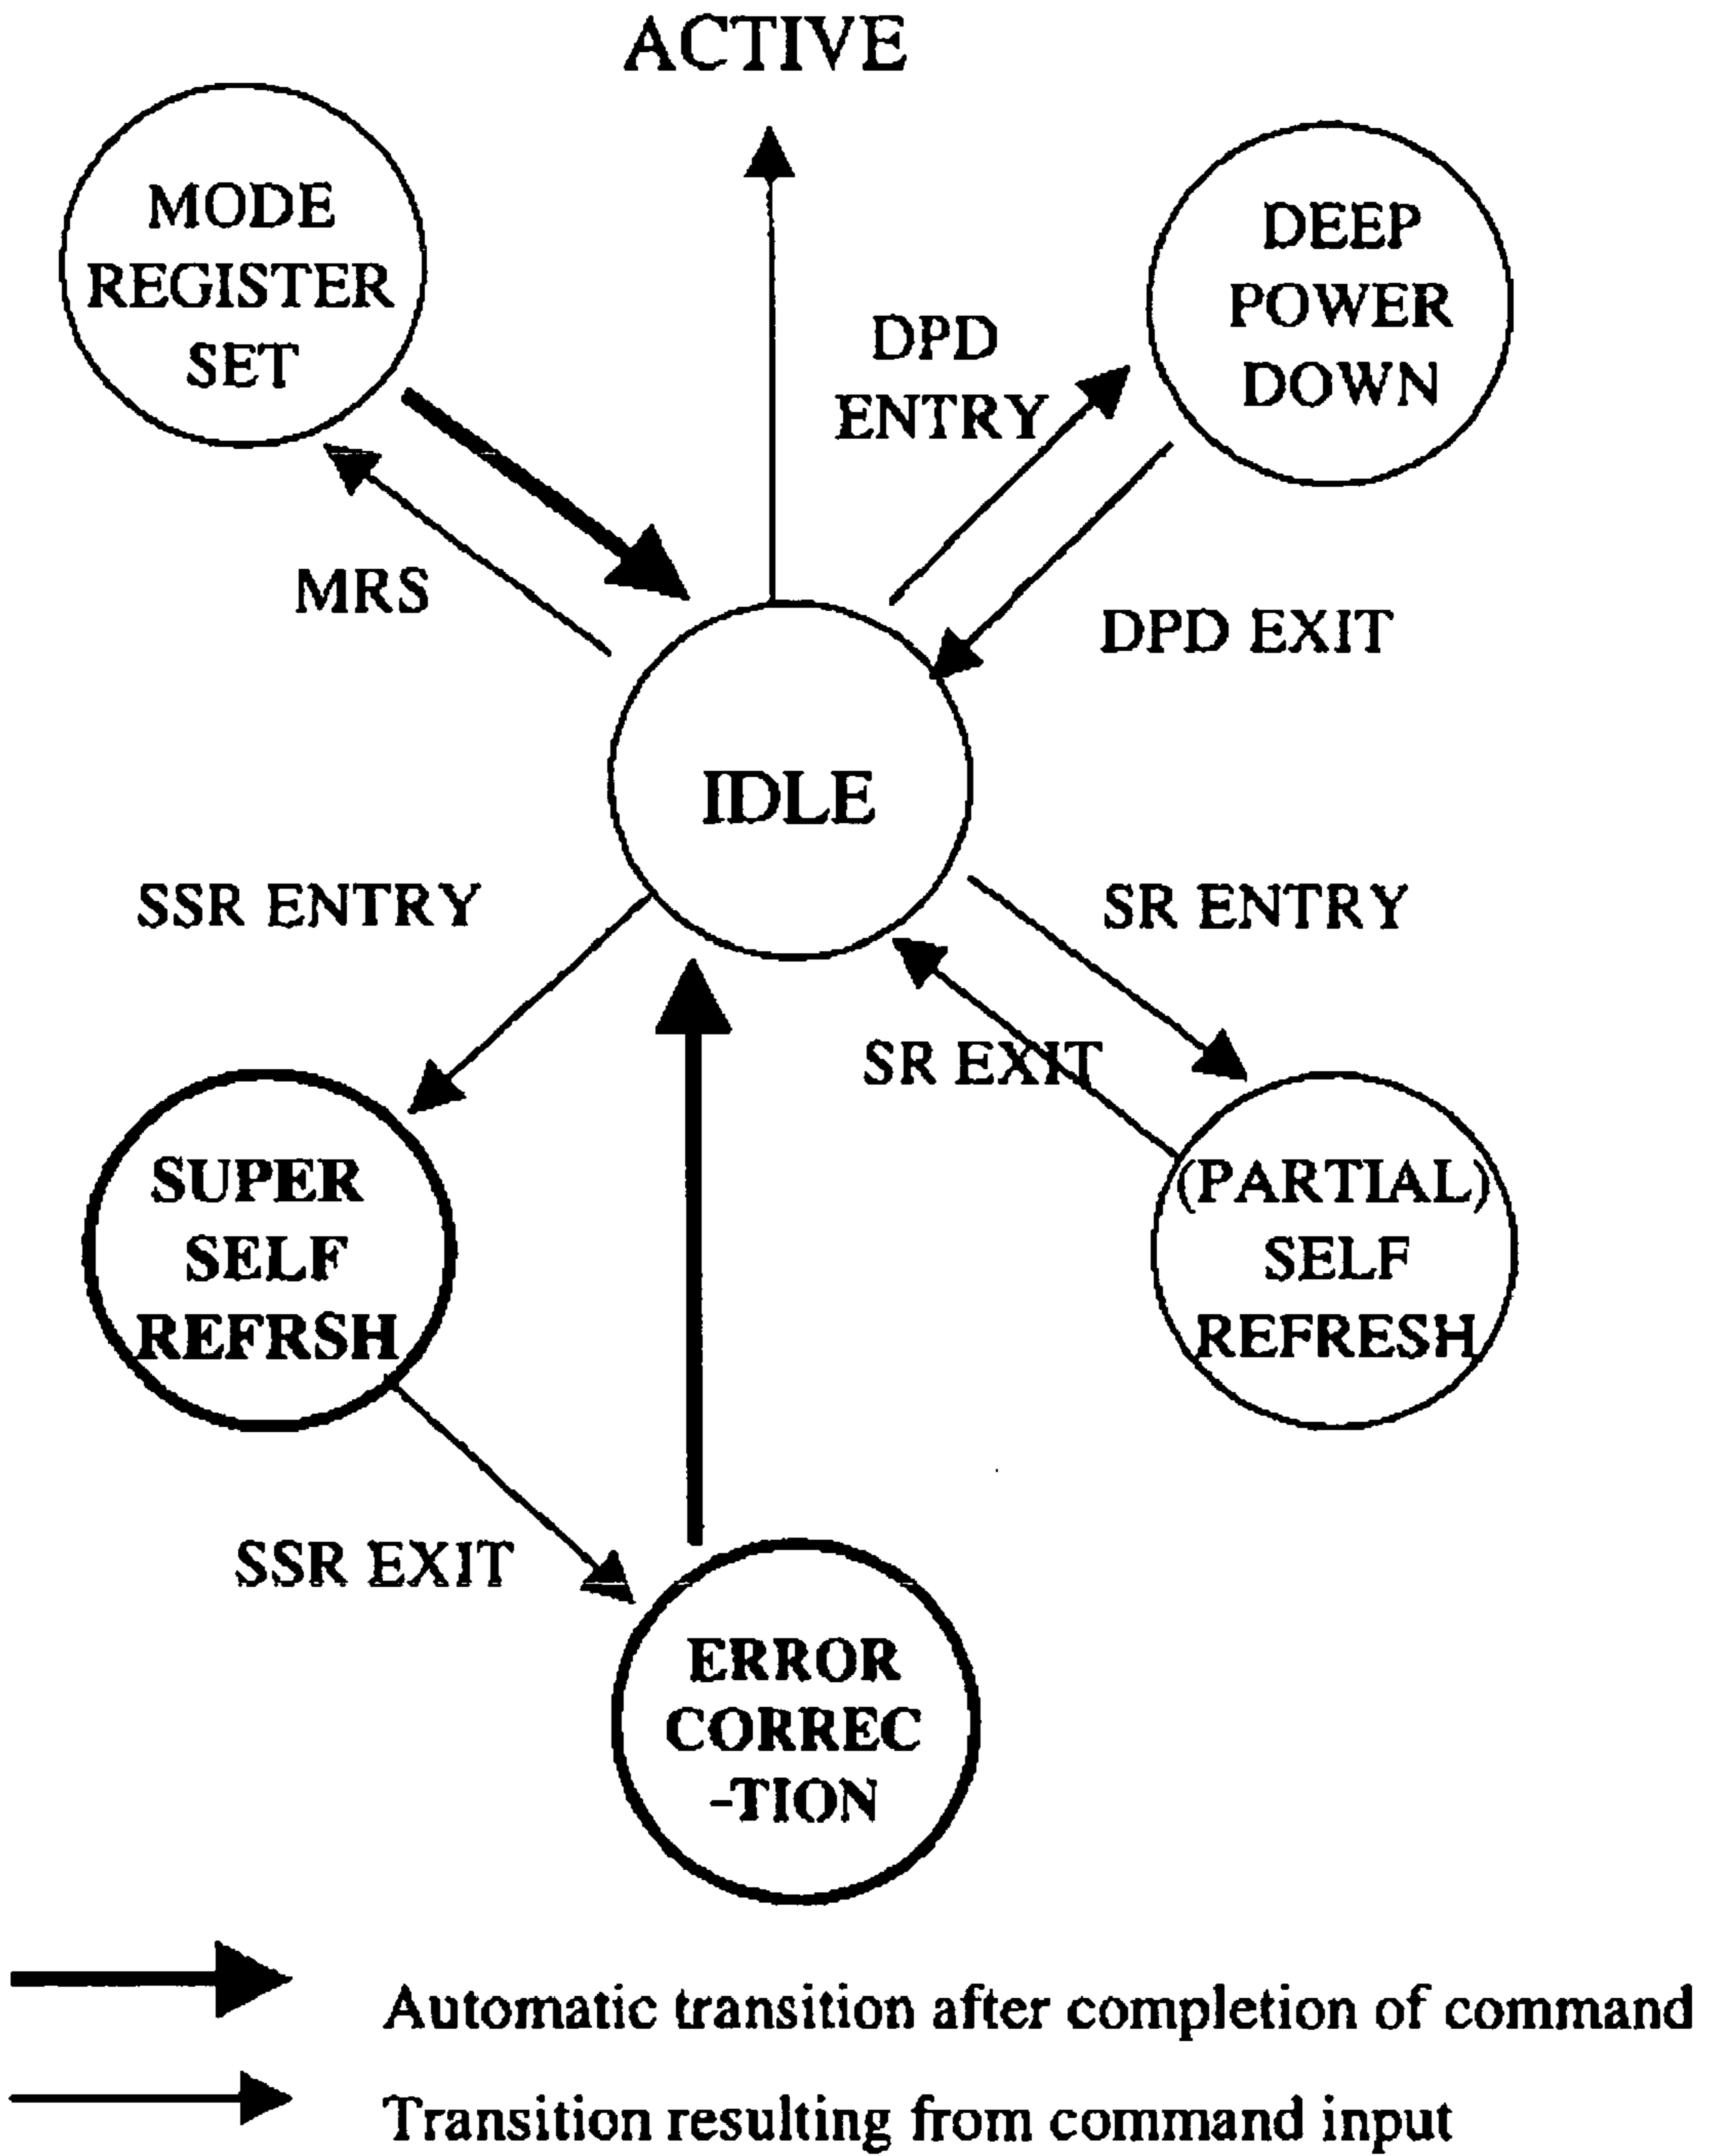 ACTIVE
MODE
REGISTER
SET
DEEP
POWER
DOWN
DPD
ENTRY
MRS
DPD EXIT
IDLE
SSR ENTRY
SR ENTRY
SR EXIT
SUPER
SELF
REFRSH
(PARTIAL)
SELF
REFRESH
SSR EXIT
ERROR
CORREC
-TION
Automatic transition after completion of command
Transition resulting from command input